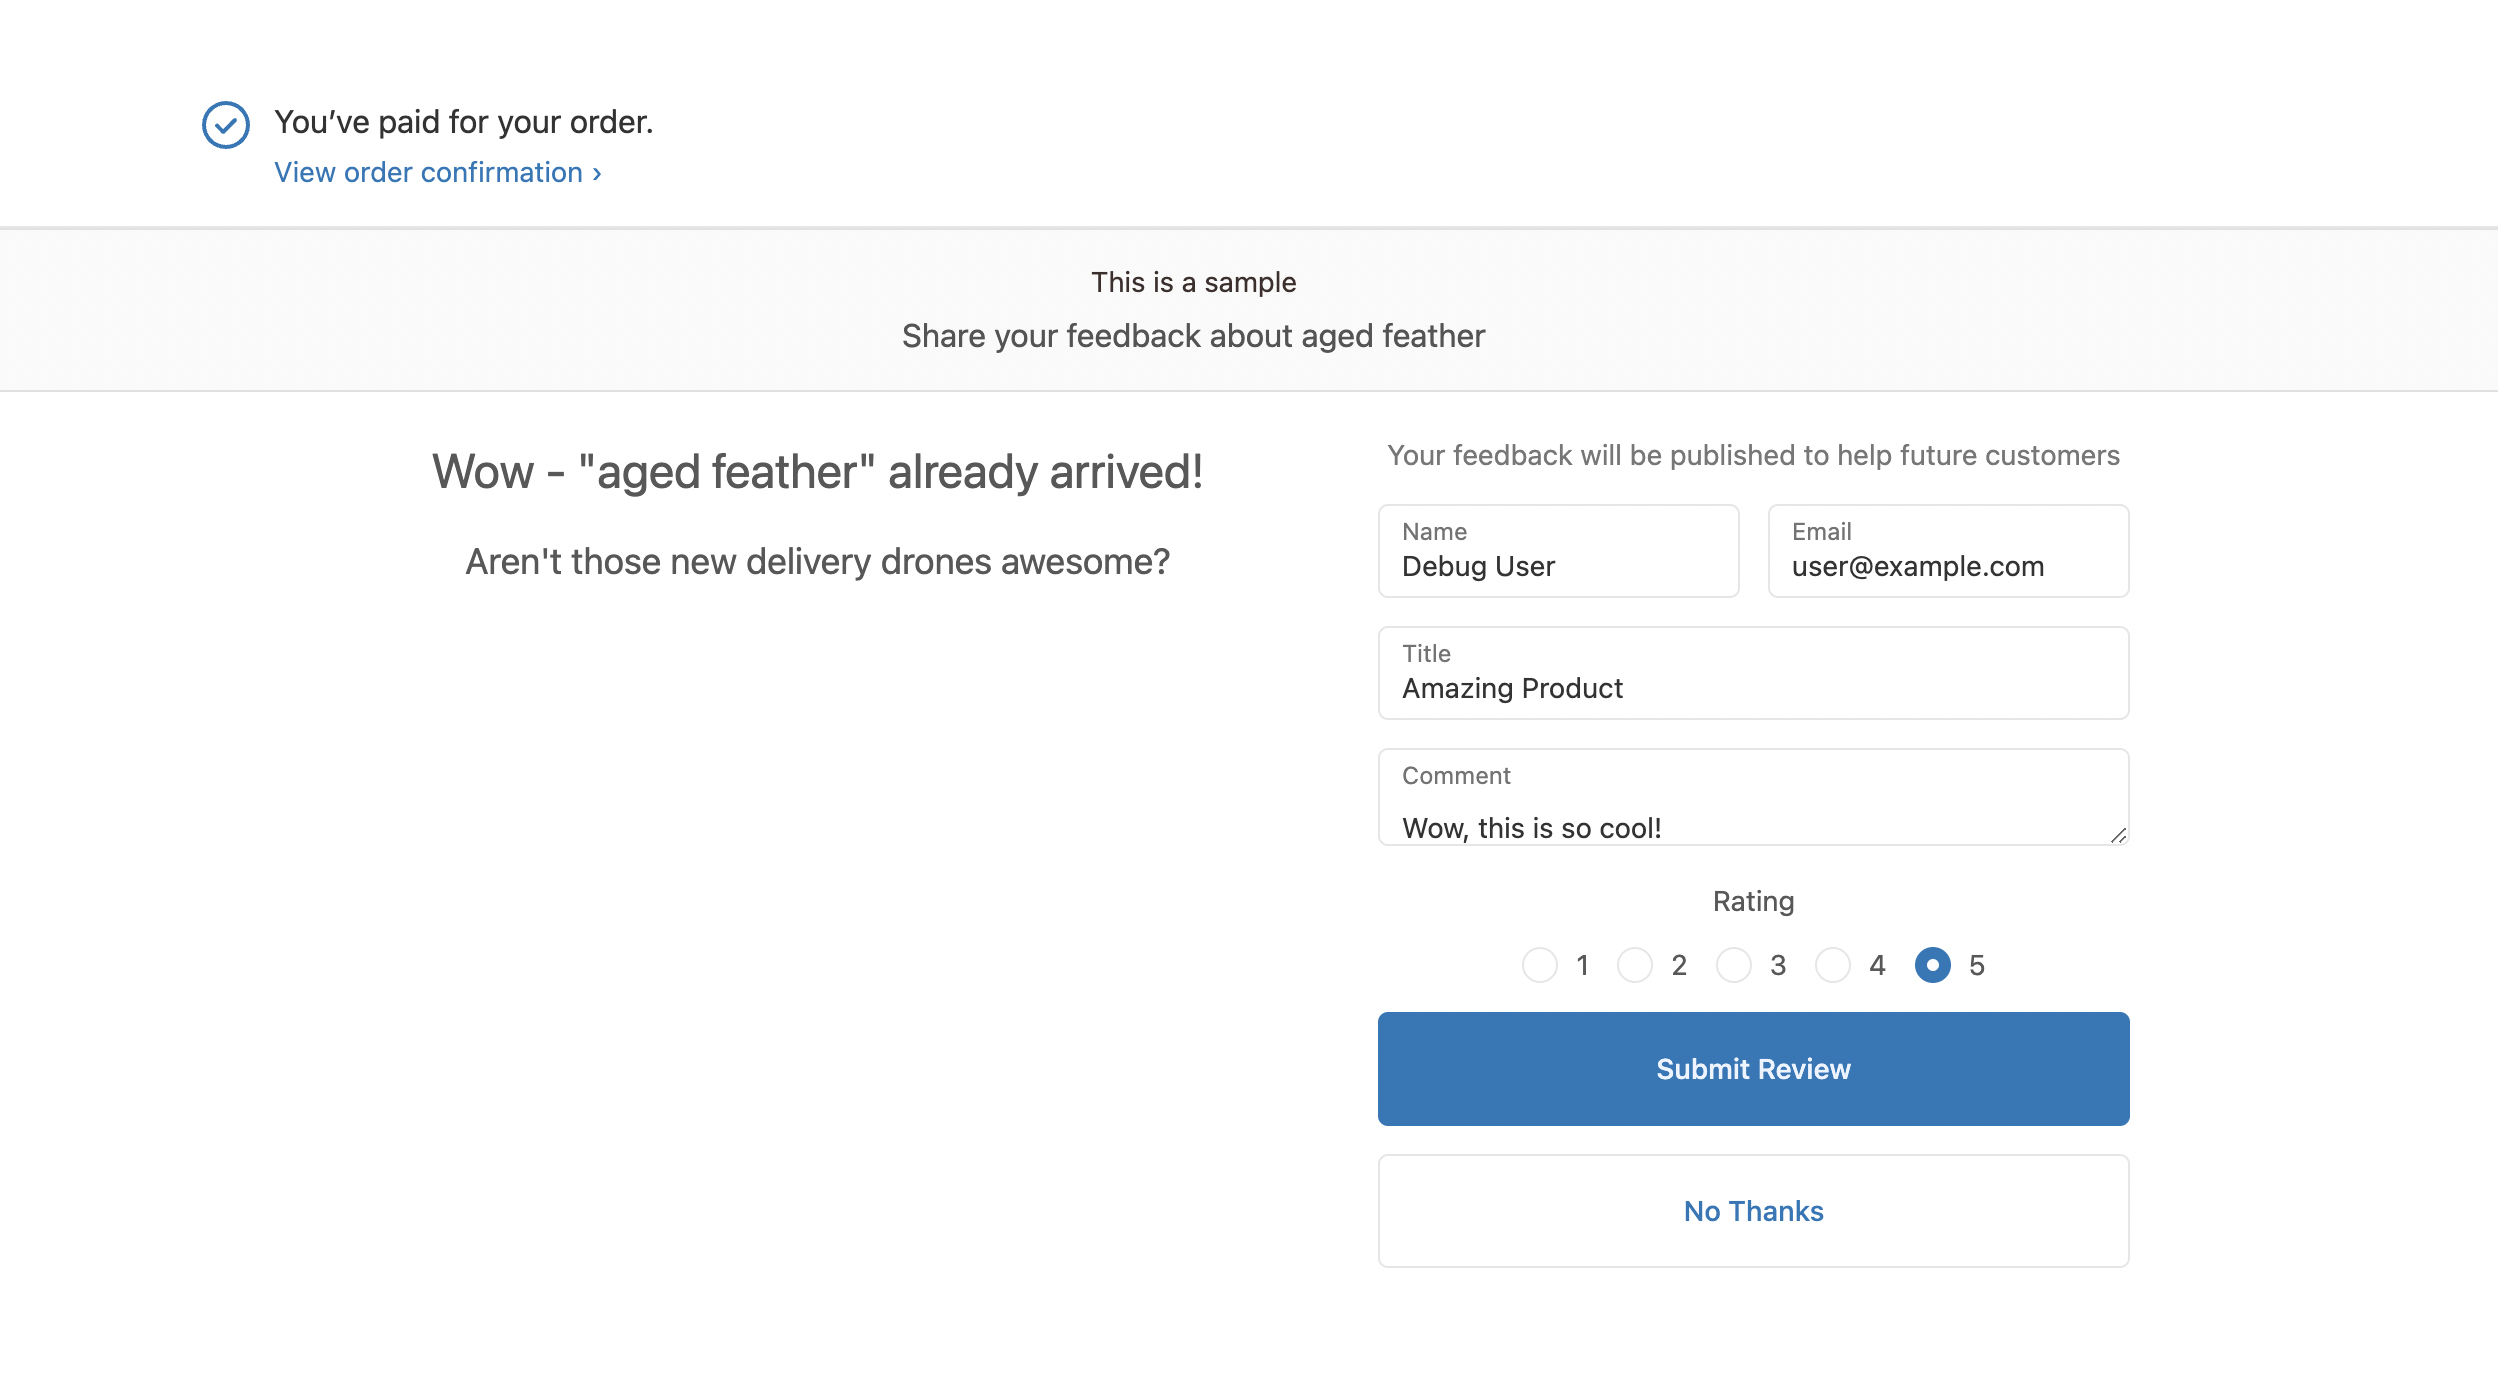 You’ve paid for your order.
View order confirmation ›
This is a sample
Share your feedback about aged feather
Wow - "aged feather" already arrived!
Aren't those new delivery drones awesome?
Your feedback will be published to help future customers
Name
Debug User
Email
user@example.com
Title
Amazing Product
Comment
Wow, this is so cool!
Rating
1 2 3 4 5
Submit Review
No Thanks